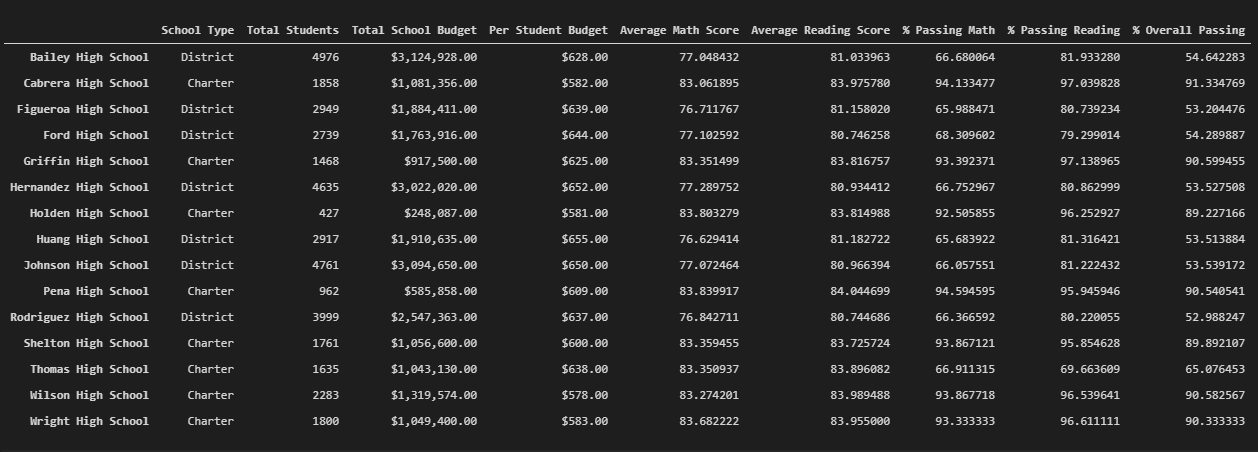 School Type Total Students Total School Budget Per Student Budget Average Math Score Average Reading Score % Passing Math % Passing Reading % Overall Passing
Bailey High School District 4976 $3,124,928.00 $628.00 77.048432 81.033963 66.680064 81.933280 54.642283
Cabrera High School Charter 1858 $1,081,356.00 $582.00 83.061895 83.975780 94.133477 97.039828 91.334769
Figueroa High School District 2949 $1,884,411.00 $639.00 76.711767 81.158020 65.988471 80.739234 53.204476
Ford High School District 2739 $1,763,916.00 $644.00 77.102592 80.746258 68.309602 79.299014 54.289887
Griffin High School Charter 1468 $917,500.00 $625.00 83.351499 83.816757 93.392371 97.138965 90.599455
Hernandez High School District 4635 $3,022,020.00 $652.00 77.289752 80.934412 66.752967 80.862999 53.527508
Holden High School Charter 427 $248,087.00 $581.00 83.803279 83.814988 92.505855 96.252927 89.227166
Huang High School District 2917 $1,910,635.00 $655.00 76.629414 81.182722 65.683922 81.316421 53.513884
Johnson High School District 4761 $3,094,650.00 $650.00 77.072464 80.966394 66.057551 81.222432 53.539172
Pena High School Charter 962 $585,858.00 $609.00 83.839917 84.044699 94.594595 95.945946 90.540541
Rodriguez High School District 3999 $2,547,363.00 $637.00 76.842711 80.744686 66.366592 80.220055 52.988247
Shelton High School Charter 1761 $1,056,600.00 $600.00 83.359455 83.725724 93.867121 95.854628 89.892107
Thomas High School Charter 1635 $1,043,130.00 $638.00 83.350937 83.896082 66.911315 69.663609 65.076453
Wilson High School Charter 2283 $1,319,574.00 $578.00 83.274201 83.989488 93.867718 96.539641 90.582567
Wright High School Charter 1800 $1,049,400.00 $583.00 83.682222 83.955000 93.333333 96.611111 90.333333